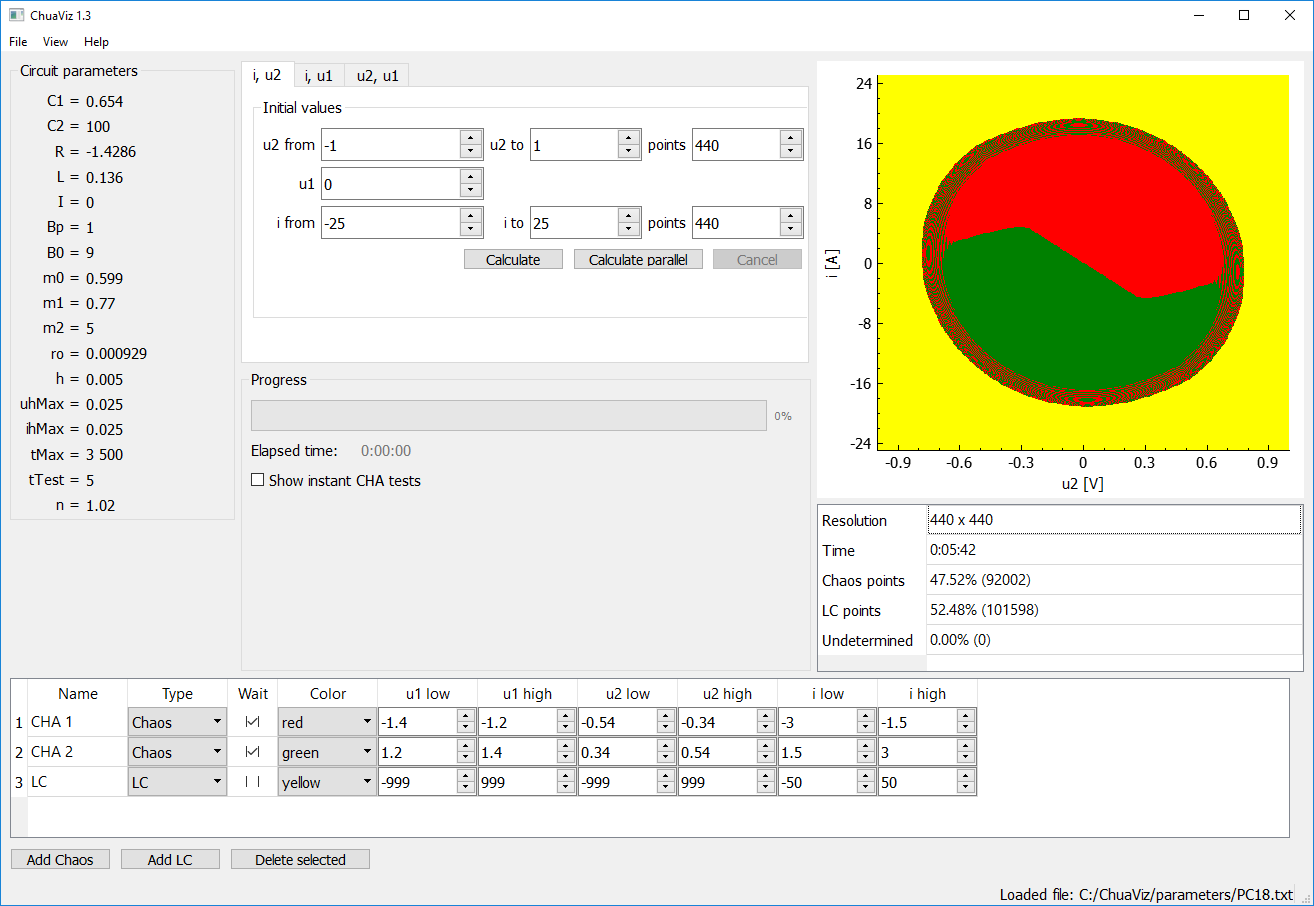 ChuaViz 1.3
File View Help
Circuit parameters
C1 = 0.654
C2 = 100
R = -1.4286
L = 0.136
I = 0
Bp = 1
B0 = 9
m0 = 0.599
m1 = 0.77
m2 = 5
ro = 0.000929
h = 0.005
uhMax = 0.025
ihMax = 0.025
tMax = 3 500
tTest = 5
n = 1.02
i, u2 i, u1 u2, u1
Initial values
u2 from -1 u2 to 1 points 440
u1 0
i from -25 i to 25 points 440
Calculate Calculate parallel Cancel
Progress
0%
Elapsed time: 0:00:00
Show instant CHA tests
24
16
8
0
-8
-16
-24
i [A]
-0.9 -0.6 -0.3 0 0.3 0.6 0.9
u2 [V]
Resolution 440 x 440
Time 0:05:42
Chaos points 47.52% (92002)
LC points 52.48% (101598)
Undetermined 0.00% (0)
Name Type Wait Color u1 low u1 high u2 low u2 high i low i high
1 CHA 1 Chaos red -1.4 -1.2 -0.54 -0.34 -3 -1.5
2 CHA 2 Chaos green 1.2 1.4 0.34 0.54 1.5 3
3 LC LC yellow -999 999 -999 999 -50 50
Add Chaos Add LC Delete selected
Loaded file: C:/ChuaViz/parameters/PC18.txt